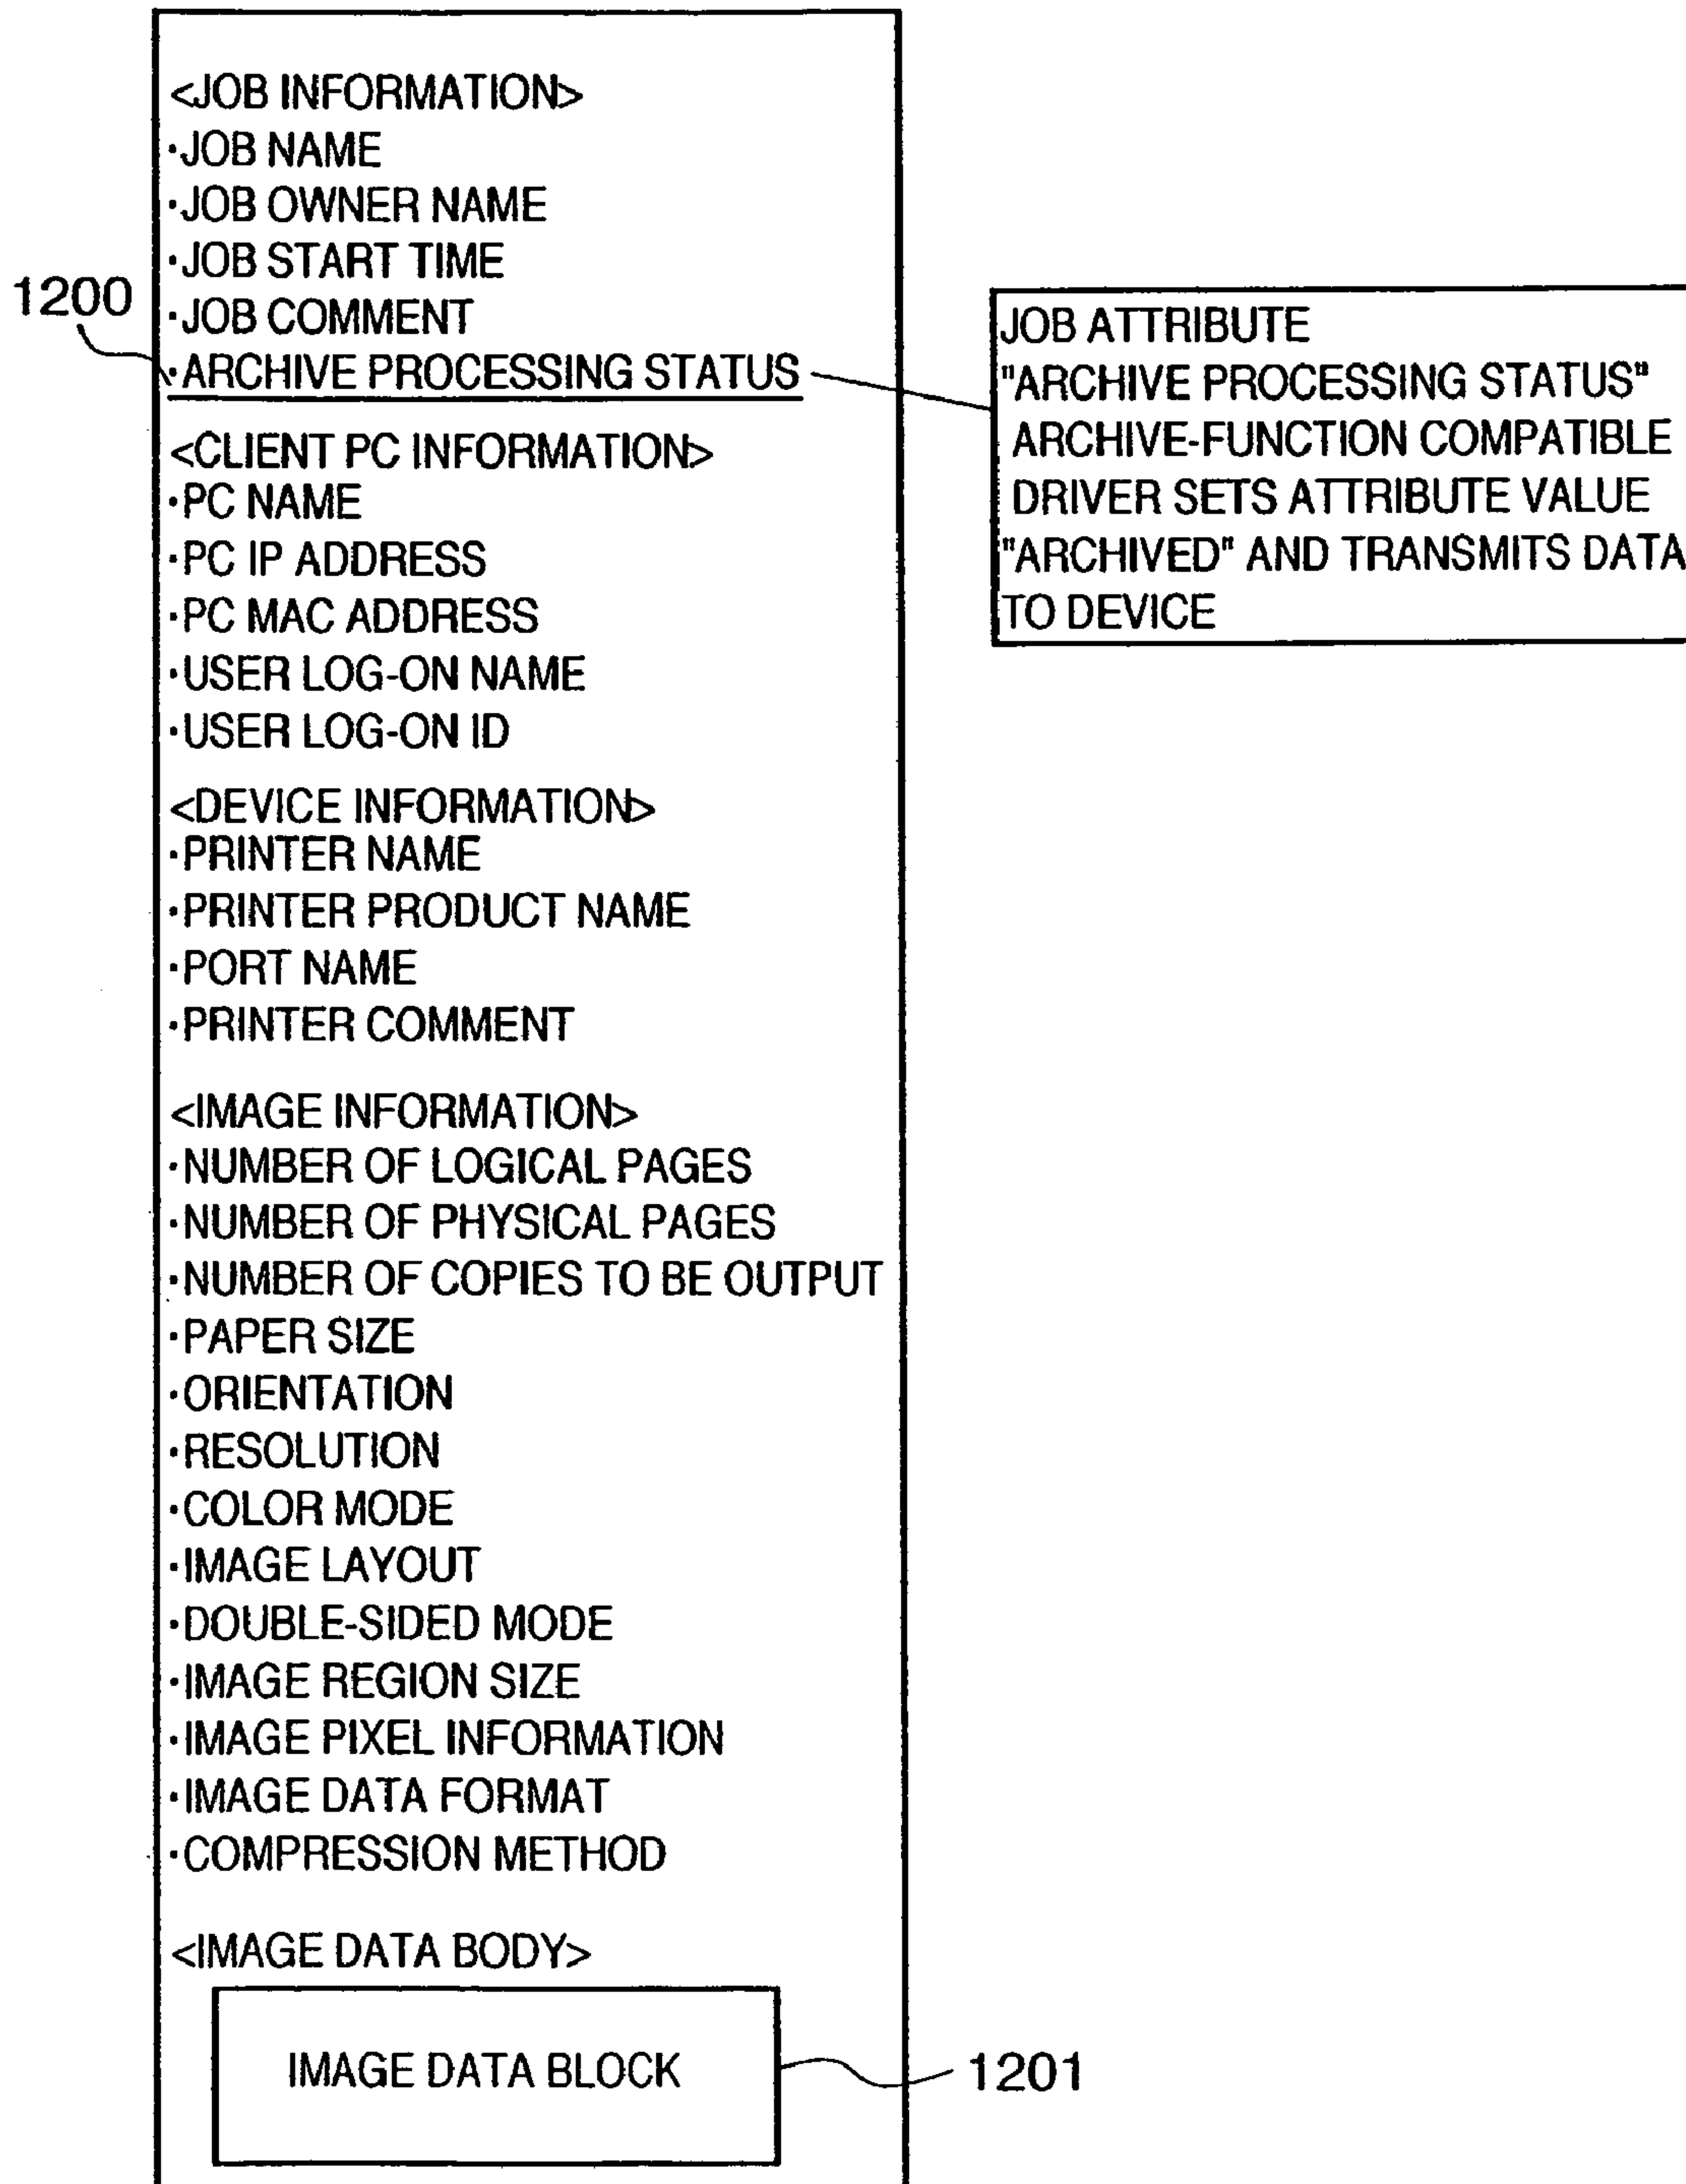 <JOB INFORMATION>
·JOB NAME
·JOB OWNER NAME
·JOB START TIME
·JOB COMMENT
1200
·ARCHIVE PROCESSING STATUS
JOB ATTRIBUTE
"ARCHIVE PROCESSING STATUS"
ARCHIVE-FUNCTION COMPATIBLE
DRIVER SETS ATTRIBUTE VALUE
"ARCHIVED" AND TRANSMITS DATA
TO DEVICE
<CLIENT PC INFORMATION>
·PC NAME
·PC IP ADDRESS
·PC MAC ADDRESS
·USER LOG-ON NAME
·USER LOG-ON ID
<DEVICE INFORMATION>
·PRINTER NAME
·PRINTER PRODUCT NAME
·PORT NAME
·PRINTER COMMENT
<IMAGE INFORMATION>
·NUMBER OF LOGICAL PAGES
·NUMBER OF PHYSICAL PAGES
·NUMBER OF COPIES TO BE OUTPUT
·PAPER SIZE
·ORIENTATION
·RESOLUTION
·COLOR MODE
·IMAGE LAYOUT
·DOUBLE-SIDED MODE
·IMAGE REGION SIZE
·IMAGE PIXEL INFORMATION
·IMAGE DATA FORMAT
·COMPRESSION METHOD
<IMAGE DATA BODY>
IMAGE DATA BLOCK
1201